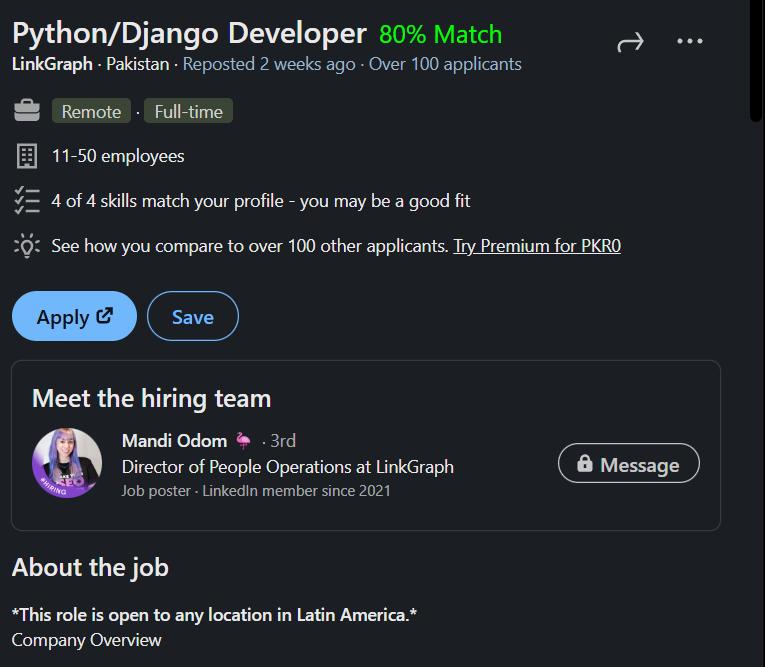 Python/Django Developer 80% Match
LinkGraph · Pakistan · Reposted 2 weeks ago · Over 100 applicants
Remote · Full-time
11-50 employees
4 of 4 skills match your profile - you may be a good fit
See how you compare to over 100 other applicants. Try Premium for PKR0
Apply
Save
Meet the hiring team
Mandi Odom 🦩 · 3rd
Director of People Operations at LinkGraph
Job poster · LinkedIn member since 2021
Message
#HIRING
SEO
About the job
*This role is open to any location in Latin America.*
Company Overview